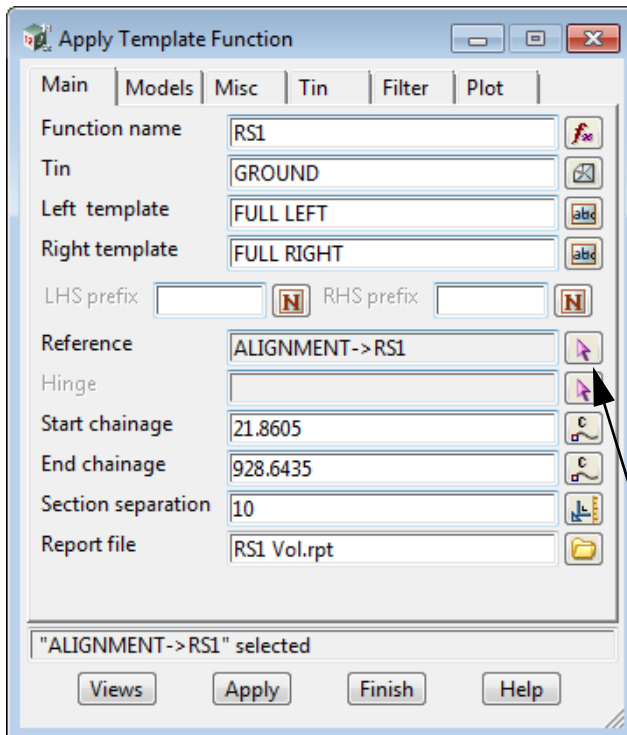 Apply Template Function
Main Models Misc Tin Filter Plot
Function name RS1
Tin GROUND
Left template FULL LEFT abc
Right template FULL RIGHT abc
LHS prefix N RHS prefix N
Reference ALIGNMENT->RS1
Hinge
Start chainage 21.8605 C
End chainage 928.6435 C
Section separation 10
Report file RS1 Vol.rpt
"ALIGNMENT->RS1" selected
Views Apply Finish Help